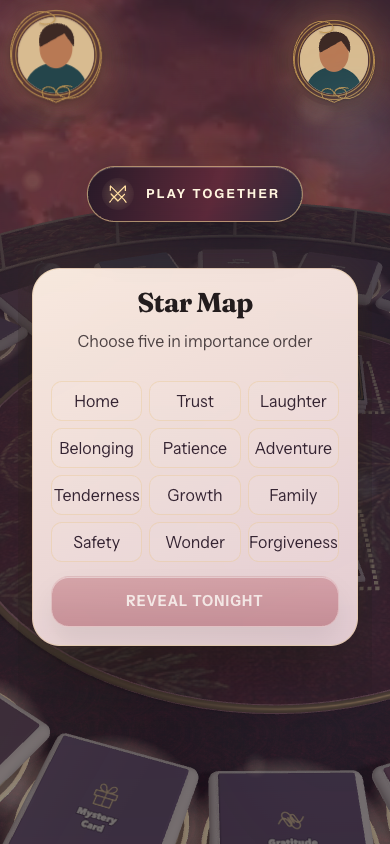 PLAY TOGETHER
Star Map
Choose five in importance order
Home Trust Laughter
Belonging Patience Adventure
Tenderness Growth Family
Safety Wonder Forgiveness
REVEAL TONIGHT
Mystery
Card
Gratitude